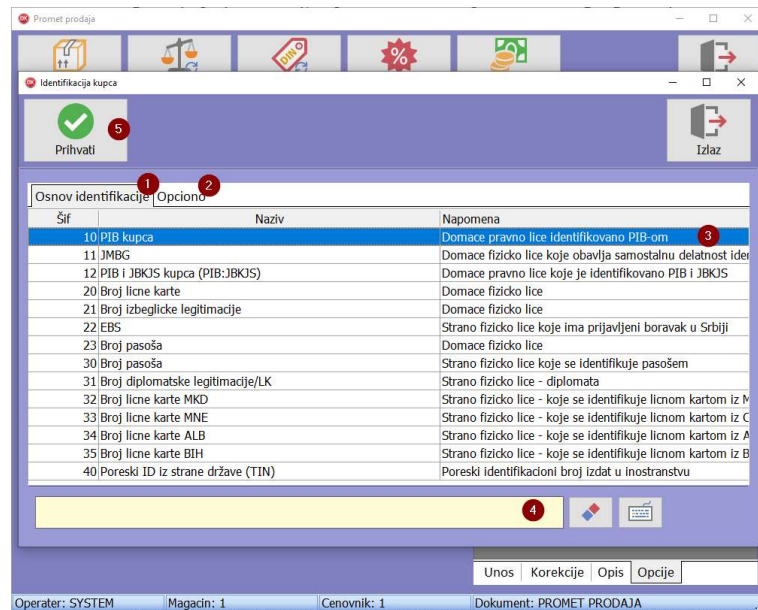 Promet prodaja
DIN
%
Identifikacija kupca
Prihvati
5
Izlaz
1
2
Osnov identifikacije Opciono
Šif Naziv Napomena
10 PIB kupca Domace pravno lice identifikovano PIB-om 3
11 JMBG Domace fizicko lice koje obavlja samostalnu delatnost iden
12 PIB i JBKJS kupca (PIB:JBKJS) Domace pravno lice koje je identifikovano PIB i JBKJS
20 Broj licne karte Domace fizicko lice
21 Broj izbeglicke legitimacije Domace fizicko lice
22 EBS Strano fizicko lice koje ima prijavljeni boravak u Srbiji
23 Broj pasoša Domace fizicko lice
30 Broj pasoša Strano fizicko lice koje se identifikuje pasošem
31 Broj diplomatske legitimacije/LK Strano fizicko lice - diplomata
32 Broj licne karte MKD Strano fizicko lice - koje se identifikuje licnom kartom iz M
33 Broj licne karte MNE Strano fizicko lice - koje se identifikuje licnom kartom iz C
34 Broj licne karte ALB Strano fizicko lice - koje se identifikuje licnom kartom iz A
35 Broj licne karte BIH Strano fizicko lice - koje se identifikuje licnom kartom iz B
40 Poreski ID iz strane države (TIN) Poreski identifikacioni broj izdat u inostranstvu
4
Unos Korekcije Opis Opcije
Operater: SYSTEM Magacin: 1 Cenovnik: 1 Dokument: PROMET PRODAJA